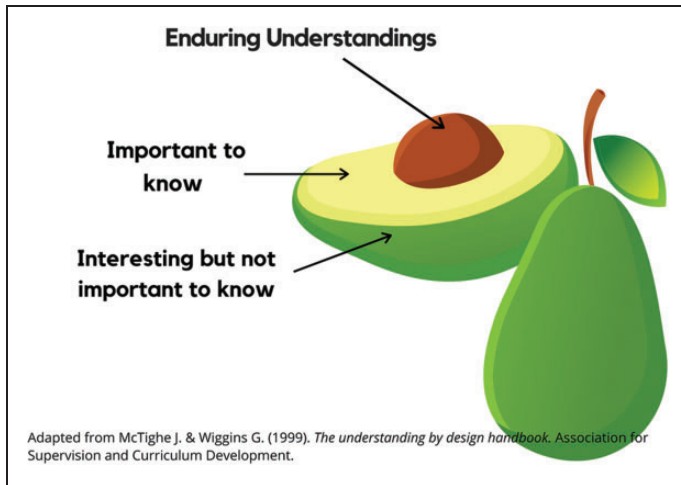 Enduring Understandings
Important to
know
Interesting but not
important to know
Adapted from McTighe J. & Wiggins G. (1999). The understanding by design handbook. Association for
Supervision and Curriculum Development.